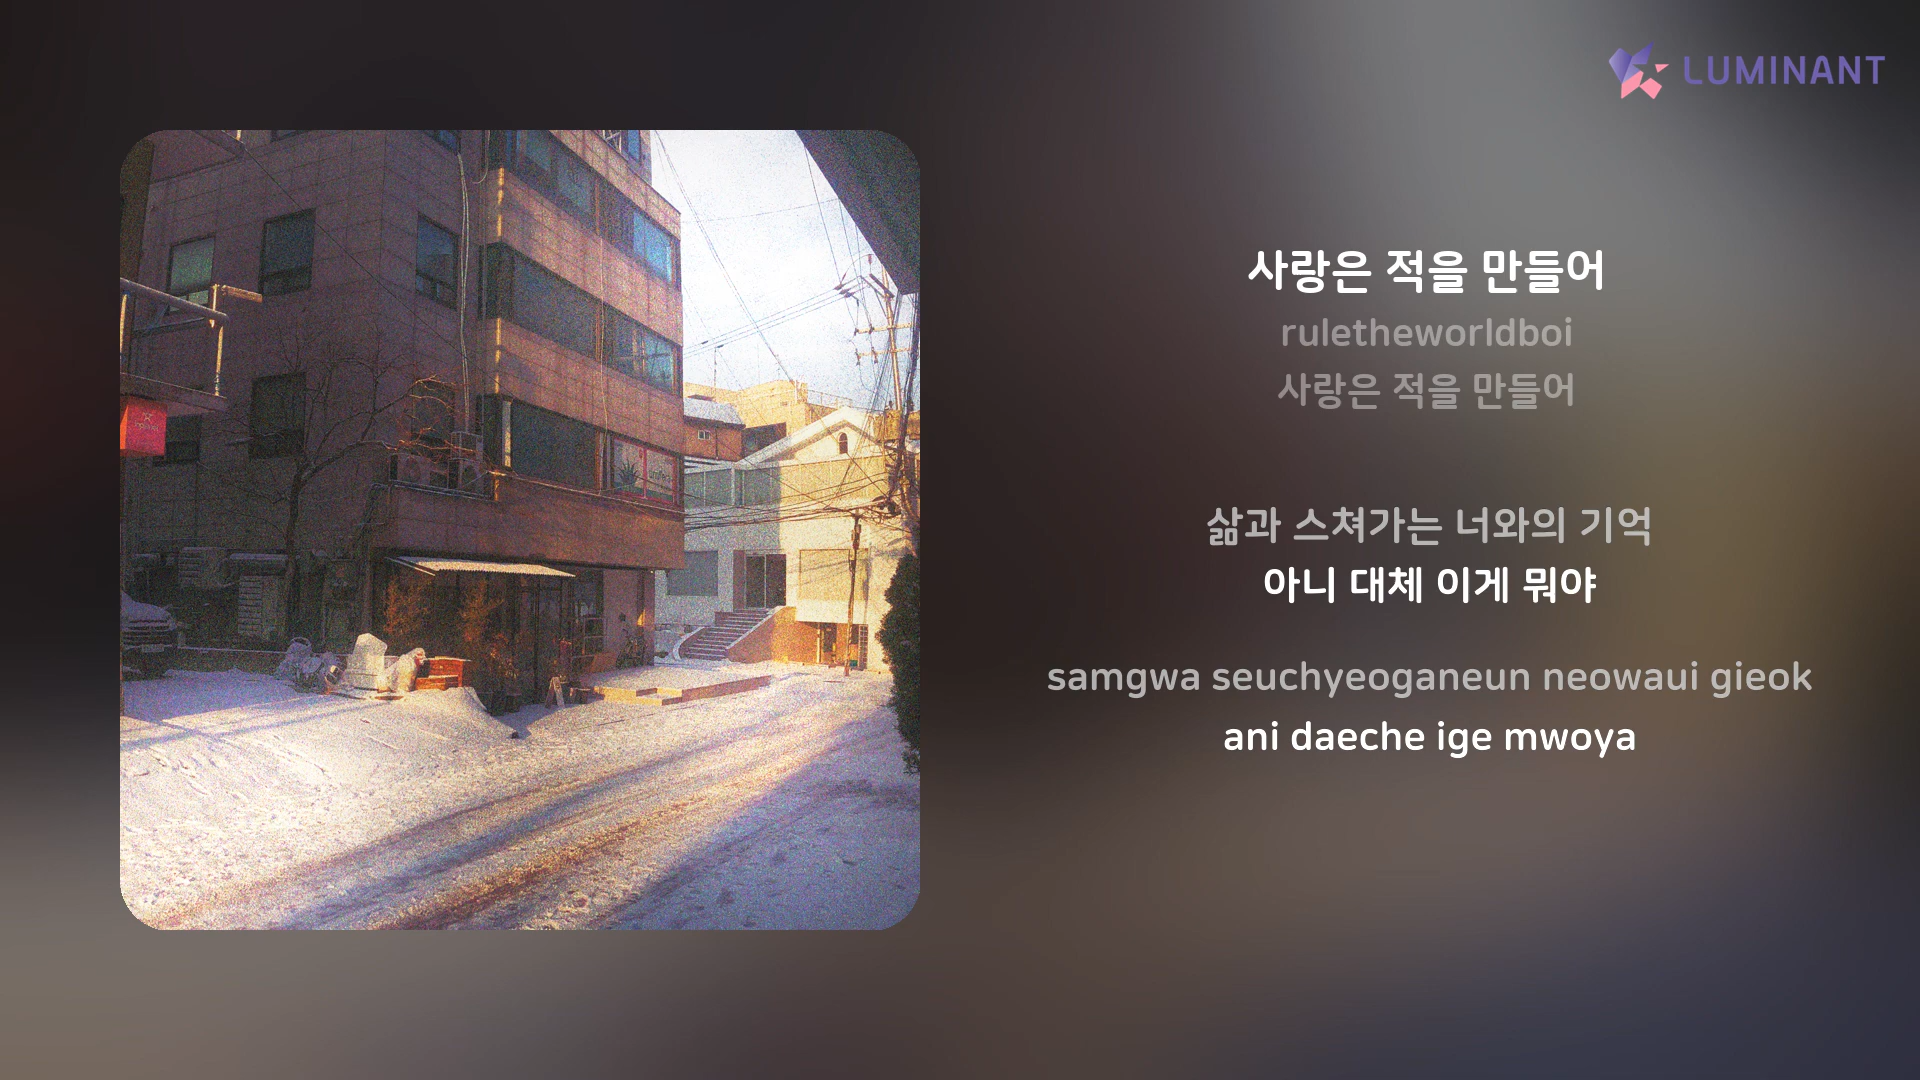 LUMINANT
사랑은 적을 만들어
ruletheworldboi
사랑은 적을 만들어
삶과 스쳐가는 너와의 기억
아니 대체 이게 뭐야
samgwa seuchyeoganeun neowaui gieok
ani daeche ige mwoya